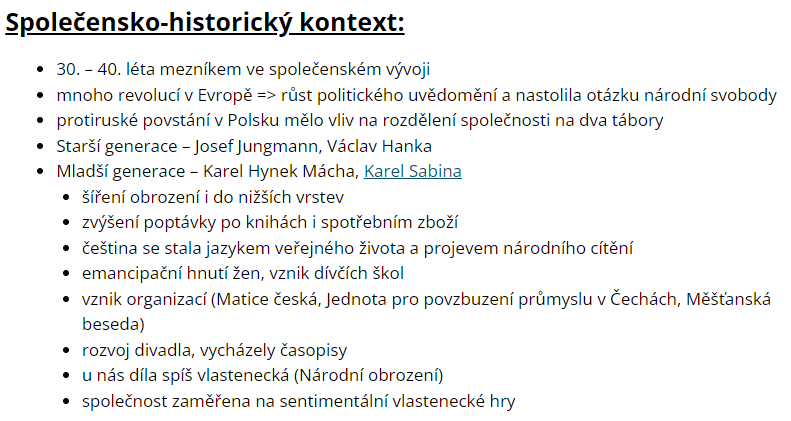 Společensko-historický kontext:
30. – 40. léta mezníkem ve společenském vývoji
mnoho revolucí v Evropě => růst politického uvědomění a nastolila otázku národní svobody
protiruské povstání v Polsku mělo vliv na rozdělení společnosti na dva tábory
Starší generace – Josef Jungmann, Václav Hanka
Mladší generace – Karel Hynek Mácha, Karel Sabina
šíření obrození i do nižších vrstev
zvýšení poptávky po knihách i spotřebním zboží
čeština se stala jazykem veřejného života a projevem národního cítění
emancipační hnutí žen, vznik dívčích škol
vznik organizací (Matice česká, Jednota pro povzbuzení průmyslu v Čechách, Měšťanská
beseda)
rozvoj divadla, vycházely časopisy
u nás díla spíš vlastenecká (Národní obrození)
společnost zaměřena na sentimentální vlastenecké hry